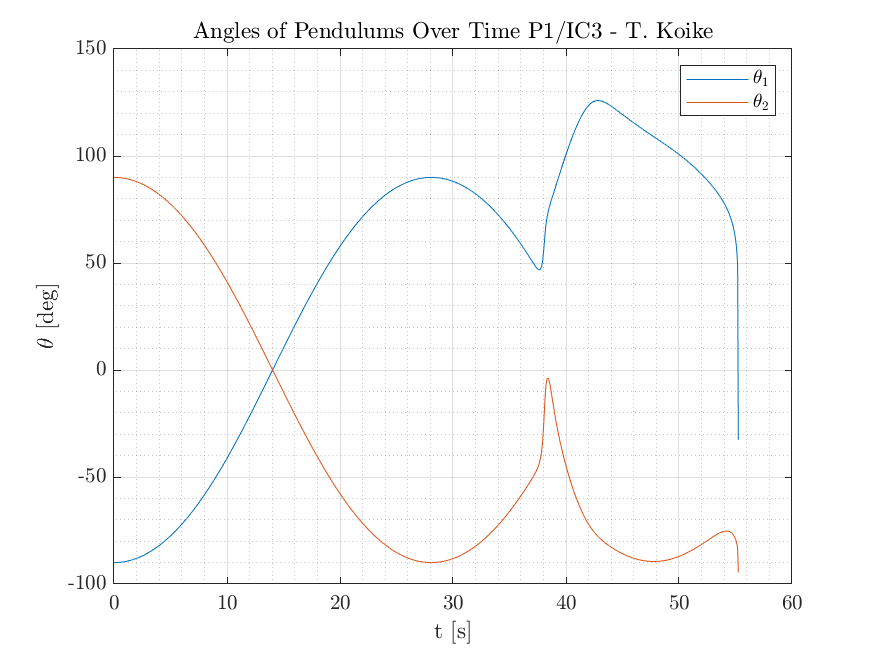 Angles of Pendulums Over Time P1/IC3 - T. Koike
150
100
50
0
-50
-100
θ [deg]
θ1
θ2
0 10 20 30 40 50 60
t [s]